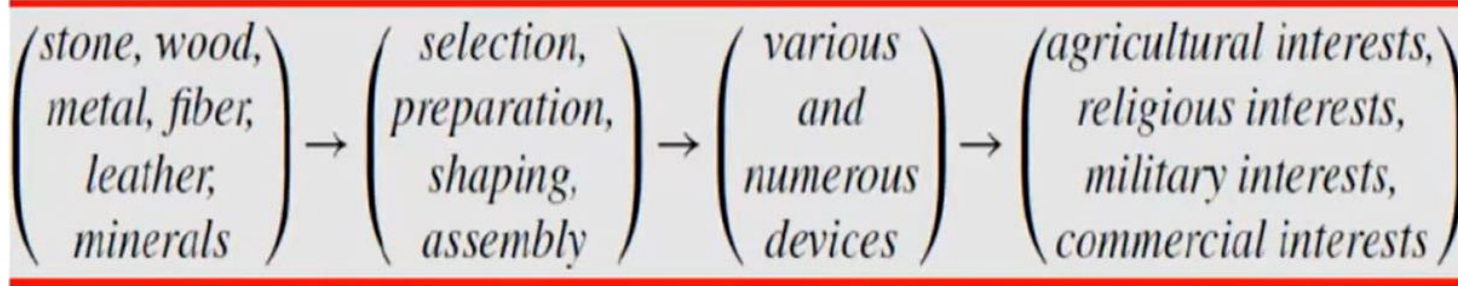 stone, wood,
metal, fiber,
leather,
minerals
→
selection,
preparation,
shaping,
assembly
→
various
and
numerous
devices
→
agricultural interests,
religious interests,
military interests,
commercial interests